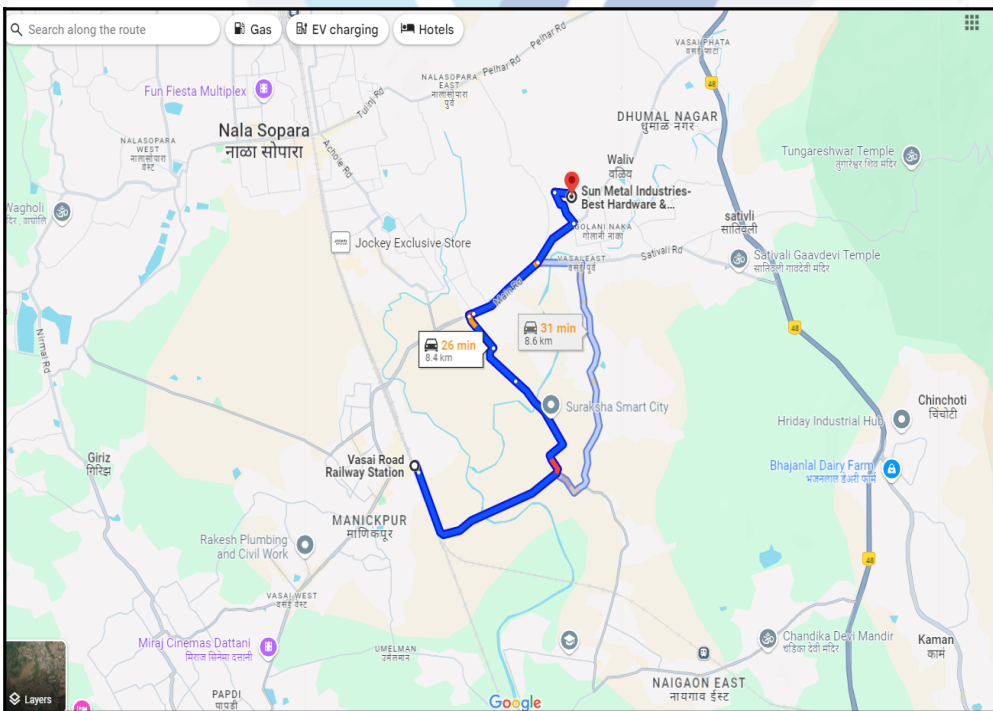 Search along the route
Gas
EV charging
Hotels
Pelhar Rd
Pelhar Rd
VASAI PHATA
वसई फाटा
NALASOPARA
EAST
नालासोपारा
पुर्व
48
Fun Fiesta Multiplex
Tulinj Rd
DHUMAL NAGAR
धुमाळ नगर
Nala Sopara
नाळा सोपारा
NALASOPARA
WEST
नालासोपारा
वेस्ट
Achole Rd
Waliv
वळिव
Tungareshwar Temple
तुंगारेश्वर शिव मंदिर
Sun Metal Industries-
Best Hardware &...
Wagholi
दिर, वाघोलि
GOLANI NAKA
गोलानी नाका
sativli
सातिवली
Jockey Exclusive Store
Sativali Rd
VASAI EAST
वसई पूर्व
Sativali Gaavdevi Temple
सातिवली गावदेवी मंदिर
Main Rd
48
Nirmal Rd
26 min
8.4 km
31 min
8.6 km
Suraksha Smart City
Chinchoti
चिंचोटी
Hriday Industrial Hub
Giriz
गिरिझ
Vasai Road
Railway Station
Bhajanlal Dairy Farm
भजनलाल डेअरी फार्म
MANICKPUR
माणिकपूर
Rakesh Plumbing
and Civil Work
48
VASAI WEST
वसई वेस्ट
Miraj Cinemas Dattani
मिराज सिनेमा दत्तानी
UMELMAN
उमेलमान
Chandika Devi Mandir
चंडिका देवी मंदिर
Kaman
कामं
NAIGAON EAST
नायगाव ईस्ट
PAPDI
पापडी
Layers
Google